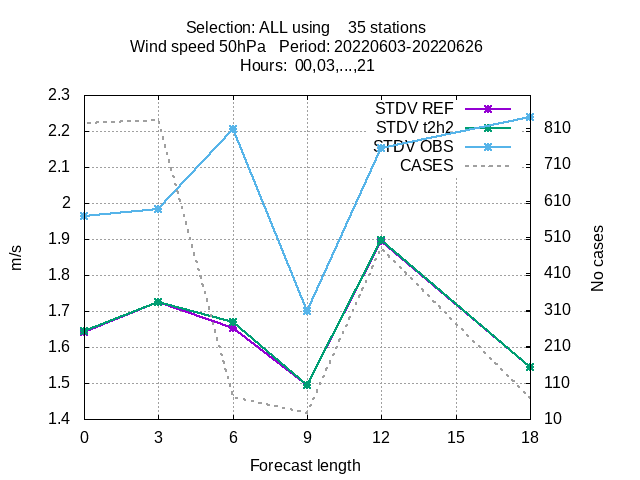 Selection: ALL using 35 stations
Wind speed 50hPa Period: 20220603-20220626
Hours: 00,03,...,21
STDV REF
STDV t2h2
STDV OBS
CASES
2.3
2.2
2.1
2
1.9
1.8
1.7
1.6
1.5
1.4
m/s
810
710
610
510
410
310
210
110
10
No cases
0 3 6 9 12 15 18
Forecast length